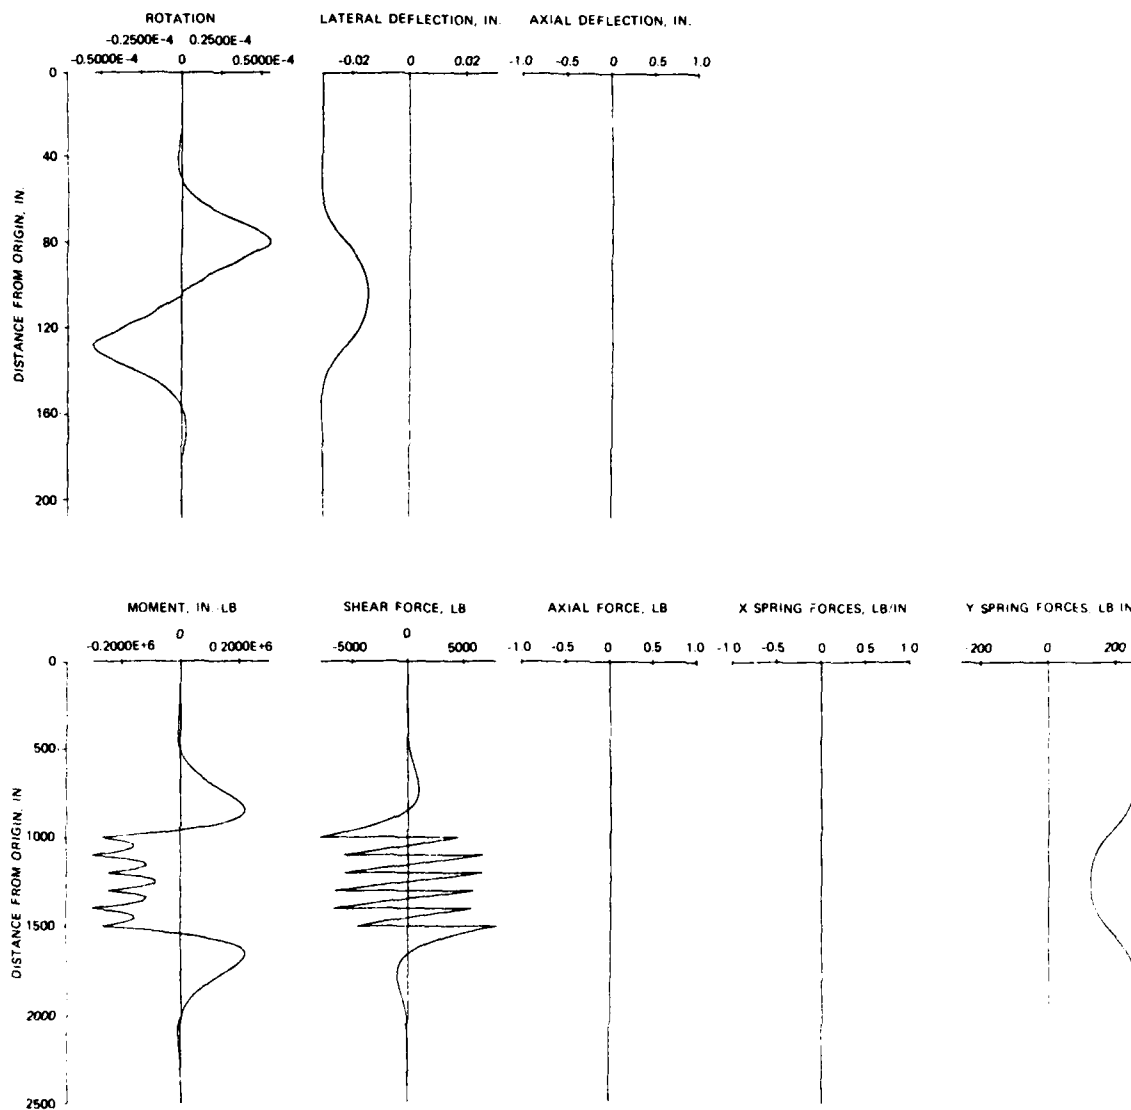 ROTATION LATERAL DEFLECTION, IN. AXIAL DEFLECTION, IN.
-0.2500E-4 0.2500E-4
-0.5000E-4 0 0.5000E-4 -0.02 0 0.02 -1.0 -0.5 0 0.5 1.0
0
40
80
120
160
200
DISTANCE FROM ORIGIN, IN.
MOMENT, IN.-LB SHEAR FORCE, LB AXIAL FORCE, LB X SPRING FORCES, LB/IN Y SPRING FORCES, LB IN
0
-0.2000E+6 0.2000E+6 -5000 0 5000 -1.0 -0.5 0 0.5 1.0 -1 0 -0.5 0 0.5 1.0 -200 0 200
0
500
1000
1500
2000
2500
DISTANCE FROM ORIGIN, IN